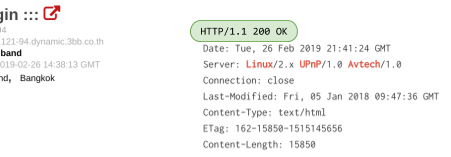 gin :::
94
121-94.dynamic.3bb.co.th
band
2019-02-26 14:38:13 GMT
nd, Bangkok
HTTP/1.1 200 OK
Date: Tue, 26 Feb 2019 21:41:24 GMT
Server: Linux/2.x UPnP/1.0 Avtech/1.0
Connection: close
Last-Modified: Fri, 05 Jan 2018 09:47:36 GMT
Content-Type: text/html
ETag: 162-15850-1515145656
Content-Length: 15850